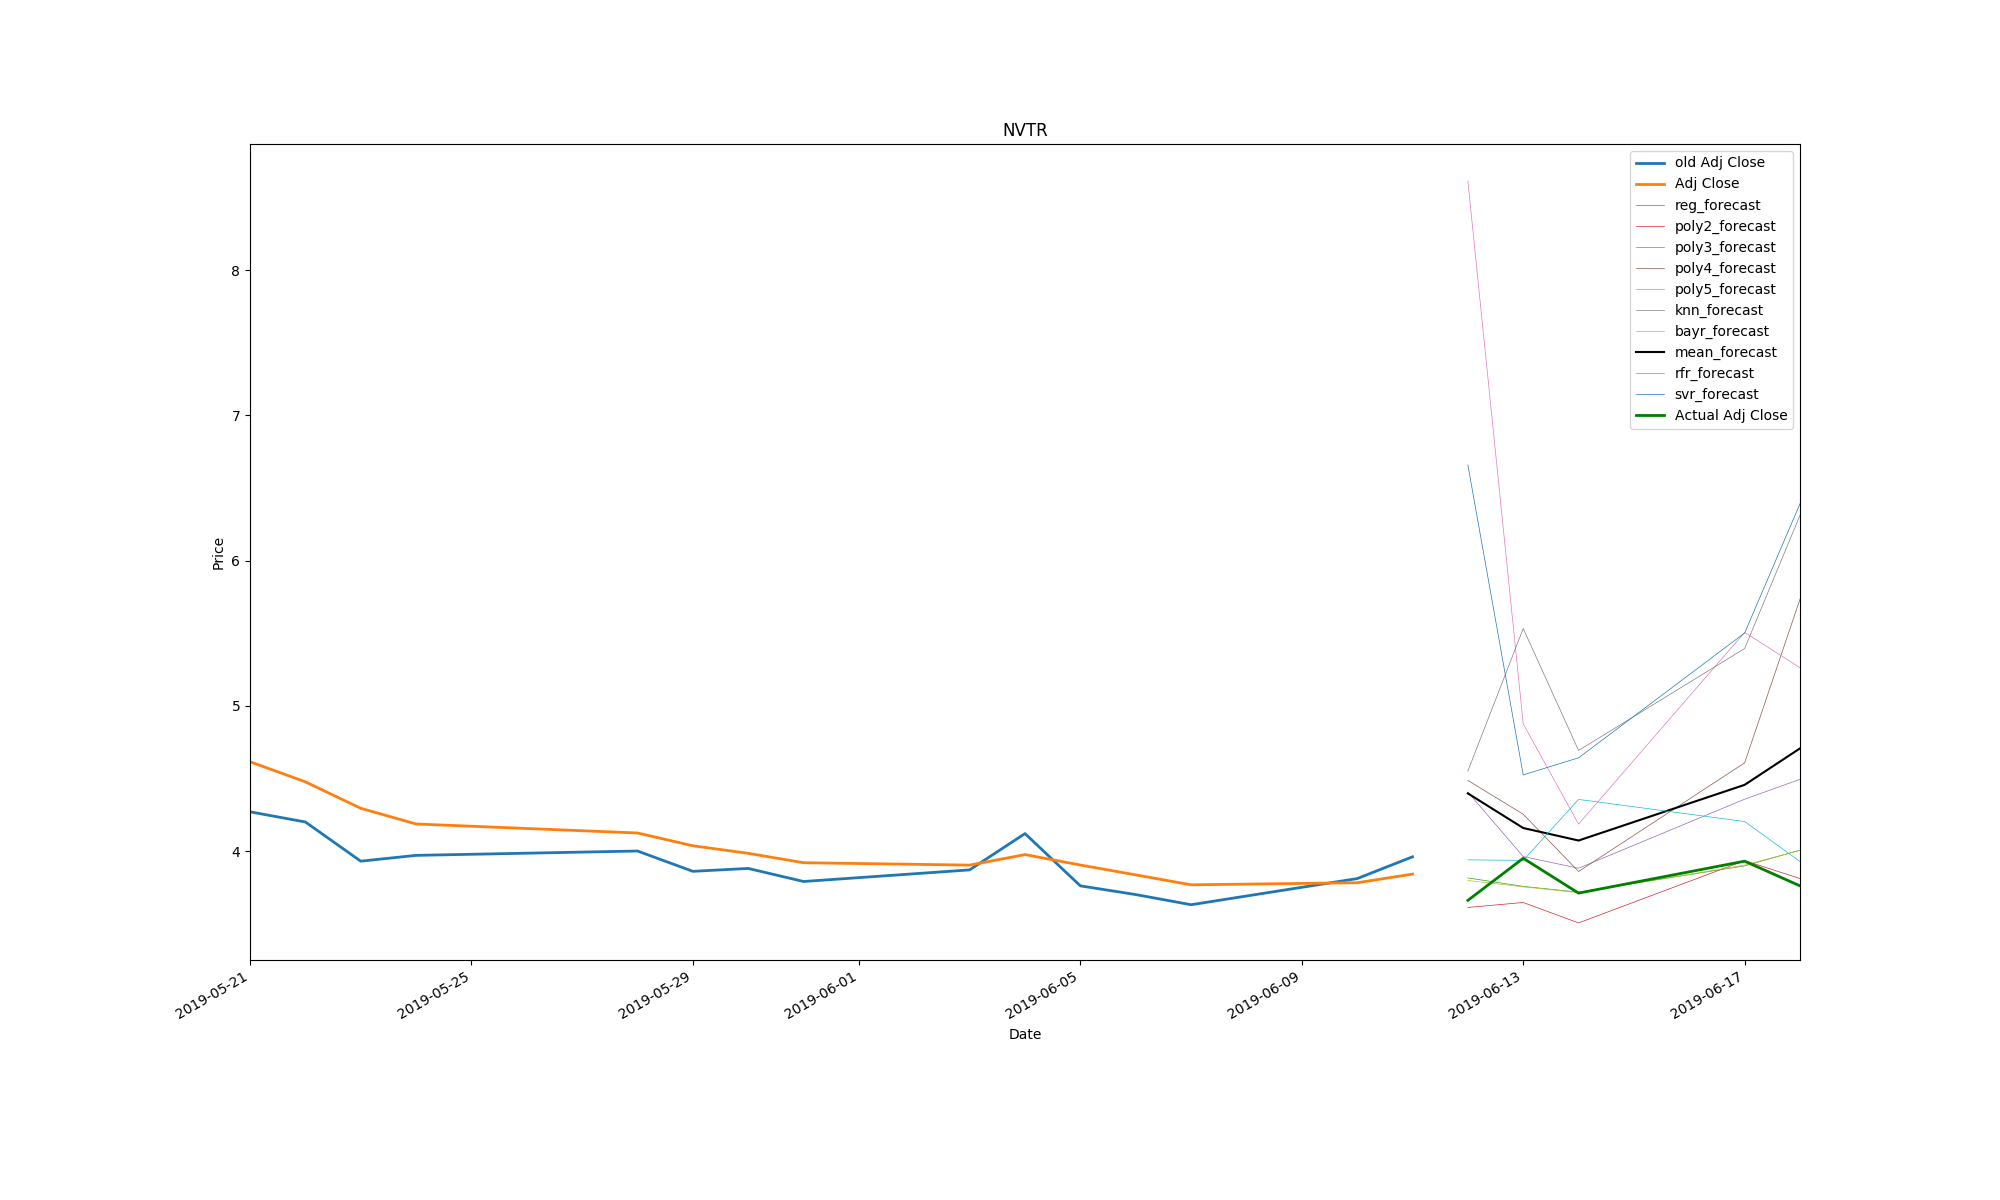 NVTR
old Adj Close
Adj Close
reg_forecast
poly2_forecast
poly3_forecast
poly4_forecast
poly5_forecast
knn_forecast
bayr_forecast
mean_forecast
rfr_forecast
svr_forecast
Actual Adj Close
8
7
6
5
4
Price
2019-05-21
2019-05-25
2019-05-29
2019-06-01
2019-06-05
2019-06-09
2019-06-13
2019-06-17
Date